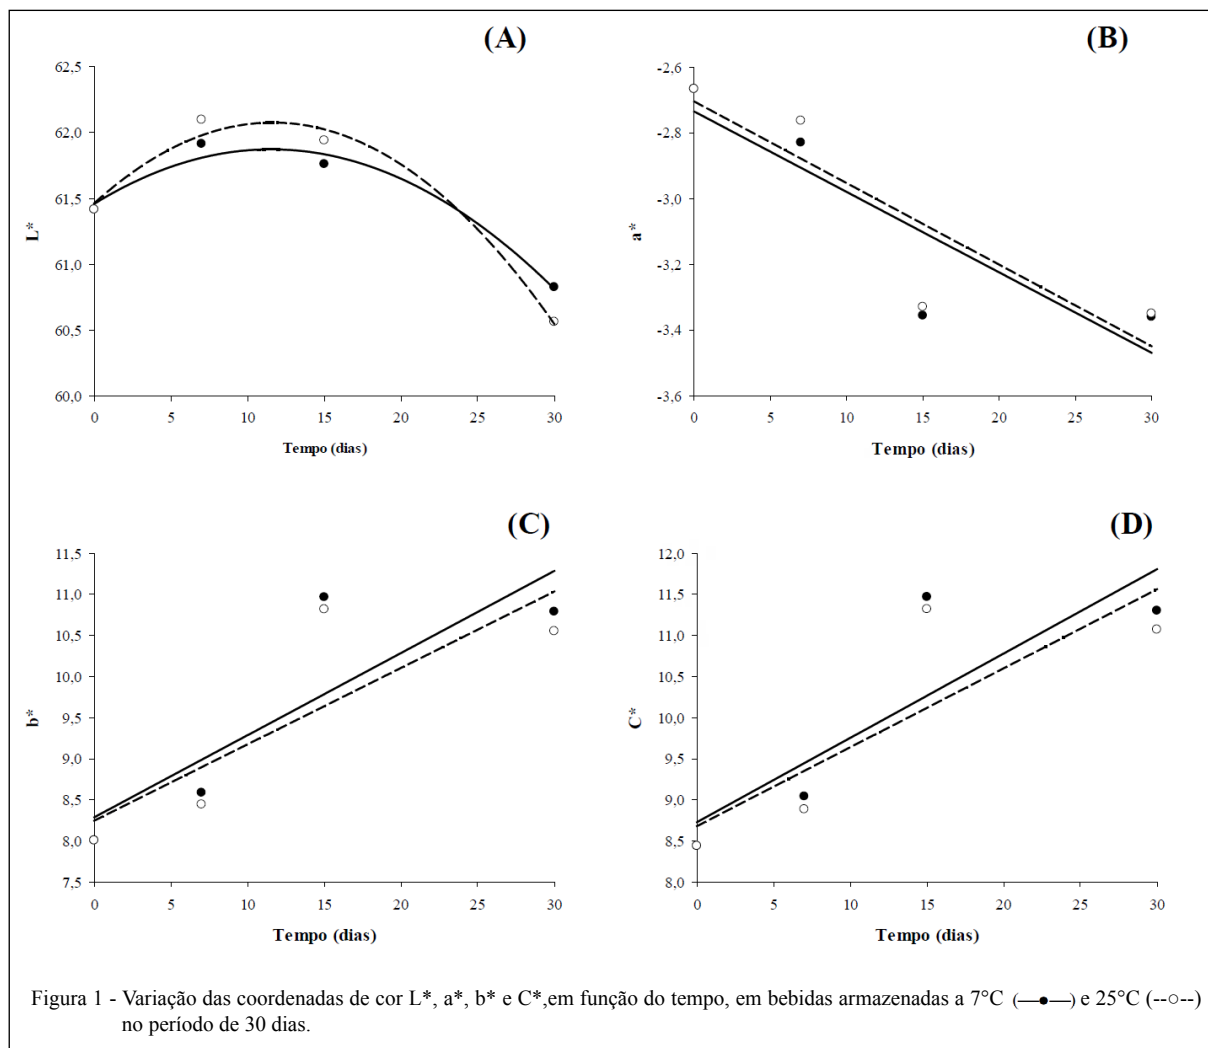 (A)
62,5
62,0
61,5
61,0
60,5
60,0
L*
0 5 10 15 20 25 30
Tempo (dias)
(B)
-2,6
-2,8
-3,0
-3,2
-3,4
-3,6
a*
0 5 10 15 20 25 30
Tempo (dias)
(C)
11,5
11,0
10,5
10,0
9,5
9,0
8,5
8,0
7,5
b*
0 5 10 15 20 25 30
Tempo (dias)
(D)
12,0
11,5
11,0
10,5
10,0
9,5
9,0
8,5
8,0
C*
0 5 10 15 20 25 30
Tempo (dias)
Figura 1 - Variação das coordenadas de cor L*, a*, b* e C*,em função do tempo, em bebidas armazenadas a 7°C (—●—) e 25°C (--○--)
no período de 30 dias.